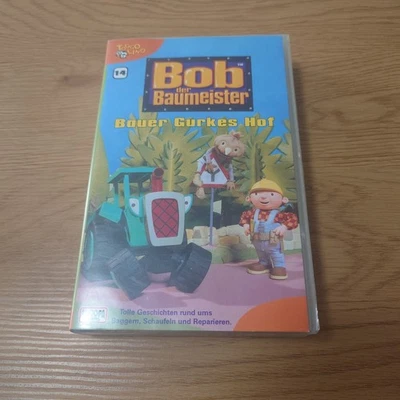 14
Bob
der
Baumeister
Bauer Gurkes Hof
Tolle Geschichten rund ums
Baggern, Schaufeln und Reparieren.